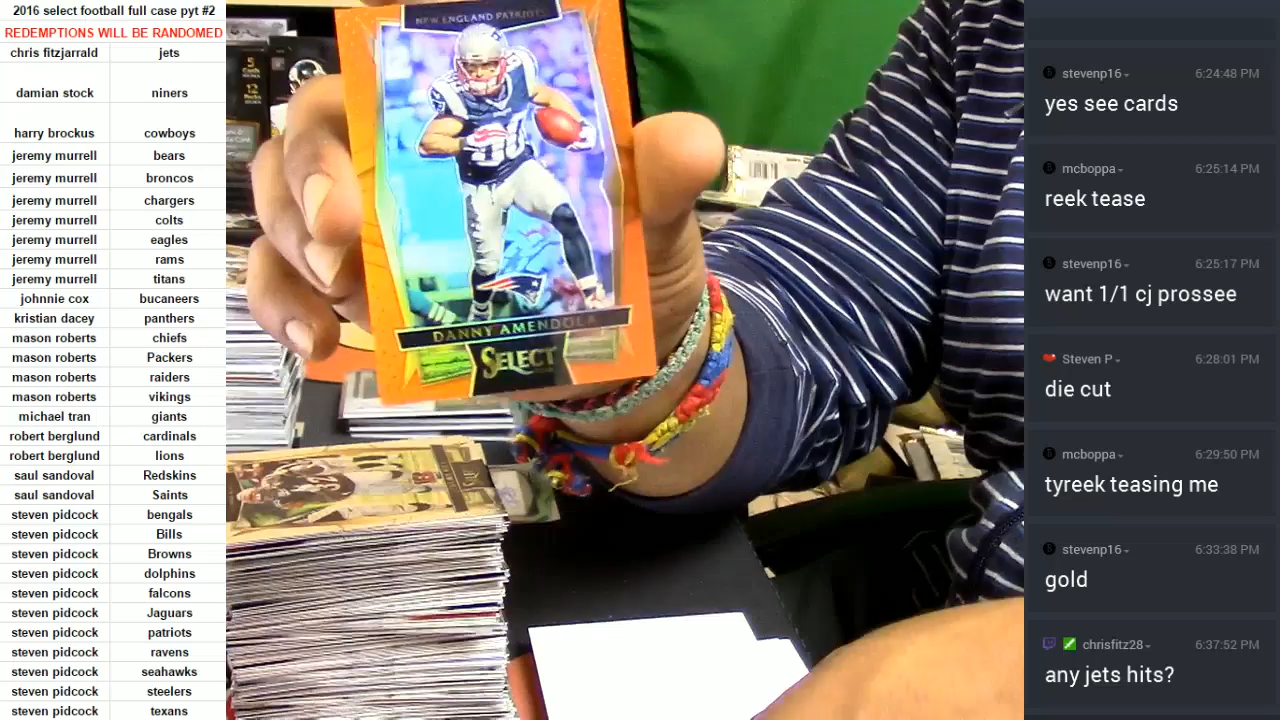 2016 select football full case pyt #2
REDEMPTIONS WILL BE RANDOMED
chris fitzjarrald jets
damian stock niners
harry brockus cowboys
jeremy murrell bears
jeremy murrell broncos
jeremy murrell chargers
jeremy murrell colts
jeremy murrell eagles
jeremy murrell rams
jeremy murrell titans
johnnie cox bucaneers
kristian dacey panthers
mason roberts chiefs
mason roberts Packers
mason roberts raiders
mason roberts vikings
michael tran giants
robert berglund cardinals
robert berglund lions
saul sandoval Redskins
saul sandoval Saints
steven pidcock bengals
steven pidcock Bills
steven pidcock Browns
steven pidcock dolphins
steven pidcock falcons
steven pidcock Jaguars
steven pidcock patriots
steven pidcock ravens
steven pidcock seahawks
steven pidcock steelers
steven pidcock texans
NEW ENGLAND PATRIOTS
80
DANNY AMENDOLA
SELECT
5
12
stevenp16 6:24:48 PM
yes see cards
mcboppa 6:25:14 PM
reek tease
stevenp16 6:25:17 PM
want 1/1 cj prossee
Steven P 6:28:01 PM
die cut
mcboppa 6:29:50 PM
tyreek teasing me
stevenp16 6:33:38 PM
gold
chrisfitz28 6:37:52 PM
any jets hits?